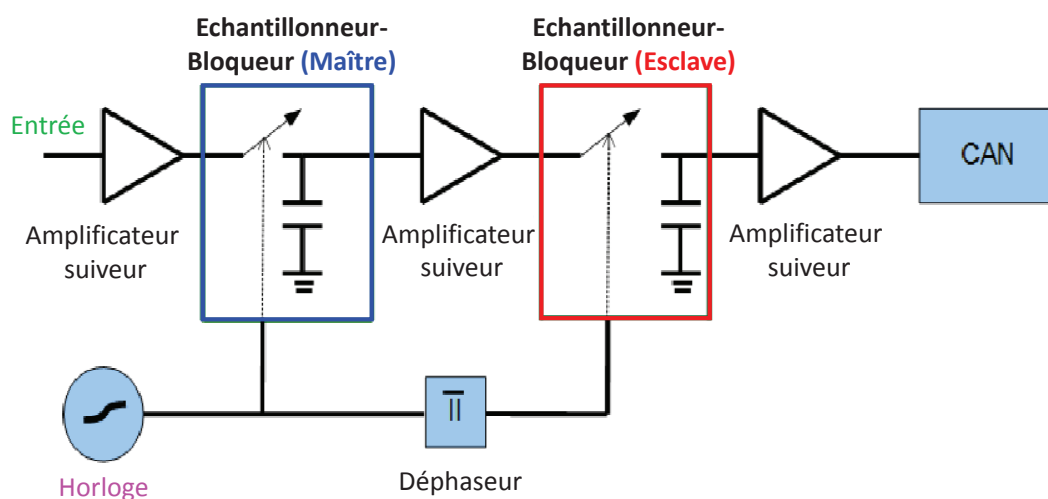 Echantillonneur-
Bloqueur (Maître)
Echantillonneur-
Bloqueur (Esclave)
Entrée
CAN
Amplificateur
suiveur
Amplificateur
suiveur
Amplificateur
suiveur
π
Horloge
Déphaseur